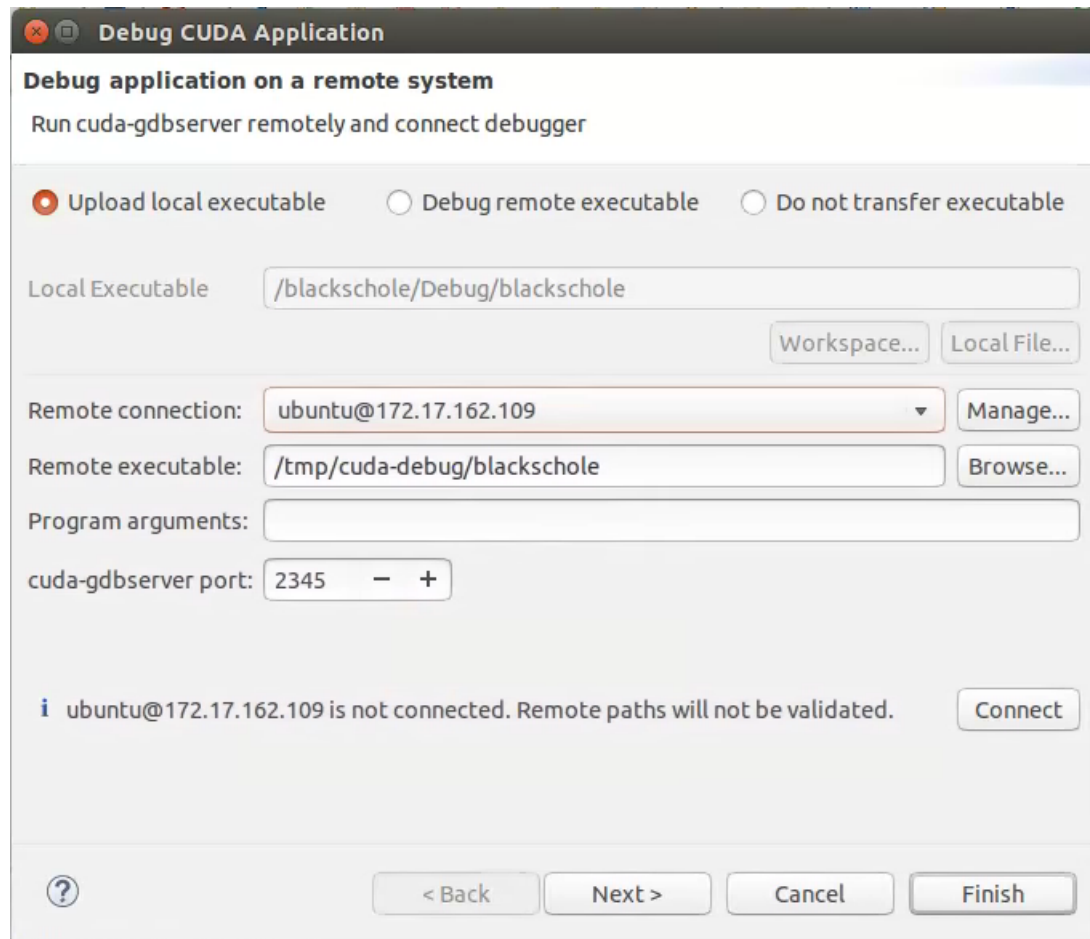 Debug CUDA Application
Debug application on a remote system
Run cuda-gdbserver remotely and connect debugger
Upload local executable Debug remote executable Do not transfer executable
Local Executable /blackschole/Debug/blackschole
Workspace... Local File...
Remote connection: ubuntu@172.17.162.109 Manage...
Remote executable: /tmp/cuda-debug/blackschole Browse...
Program arguments:
cuda-gdbserver port: 2345 − +
i ubuntu@172.17.162.109 is not connected. Remote paths will not be validated. Connect
? < Back Next > Cancel Finish